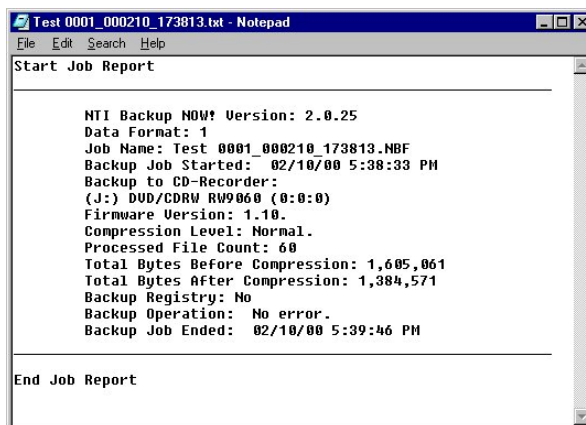 Test 0001_000210_173813.txt - Notepad
File Edit Search Help
Start Job Report
NTI Backup NOW! Version: 2.0.25
Data Format: 1
Job Name: Test 0001_000210_173813.NBF
Backup Job Started: 02/10/00 5:38:33 PM
Backup to CD-Recorder:
(J:) DVD/CDRW RW9060 (0:0:0)
Firmware Version: 1.10.
Compression Level: Normal.
Processed File Count: 60
Total Bytes Before Compression: 1,605,061
Total Bytes After Compression: 1,384,571
Backup Registry: No
Backup Operation: No error.
Backup Job Ended: 02/10/00 5:39:46 PM
End Job Report